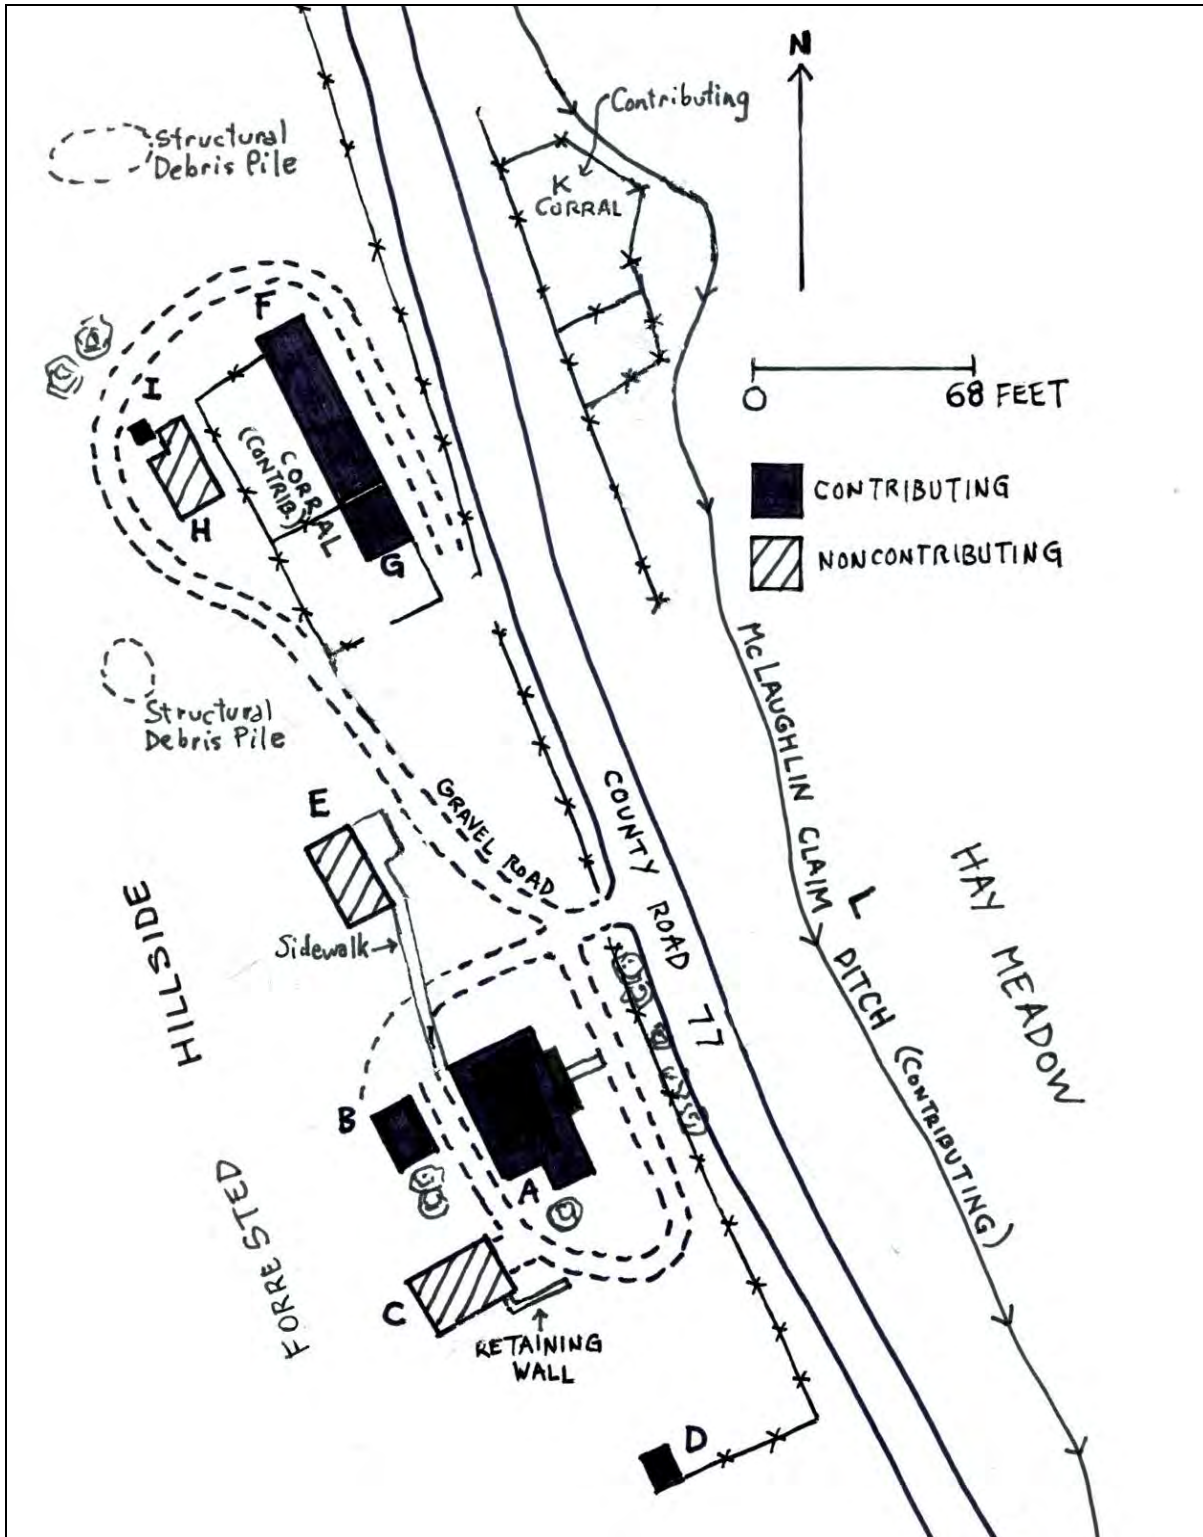 N
Contributing
K
CORRAL
Structural
Debris Pile
F
I
CORRAL
(CONTRIB.)
H
G
0 68 FEET
CONTRIBUTING
NONCONTRIBUTING
Structural
Debris Pile
E
GRAVEL ROAD
COUNTY ROAD 77
McLAUGHLIN CLAIM DITCH (CONTRIBUTING)
L
HAY MEADOW
Sidewalk
FORRESTED HILLSIDE
B
A
C
RETAINING
WALL
D